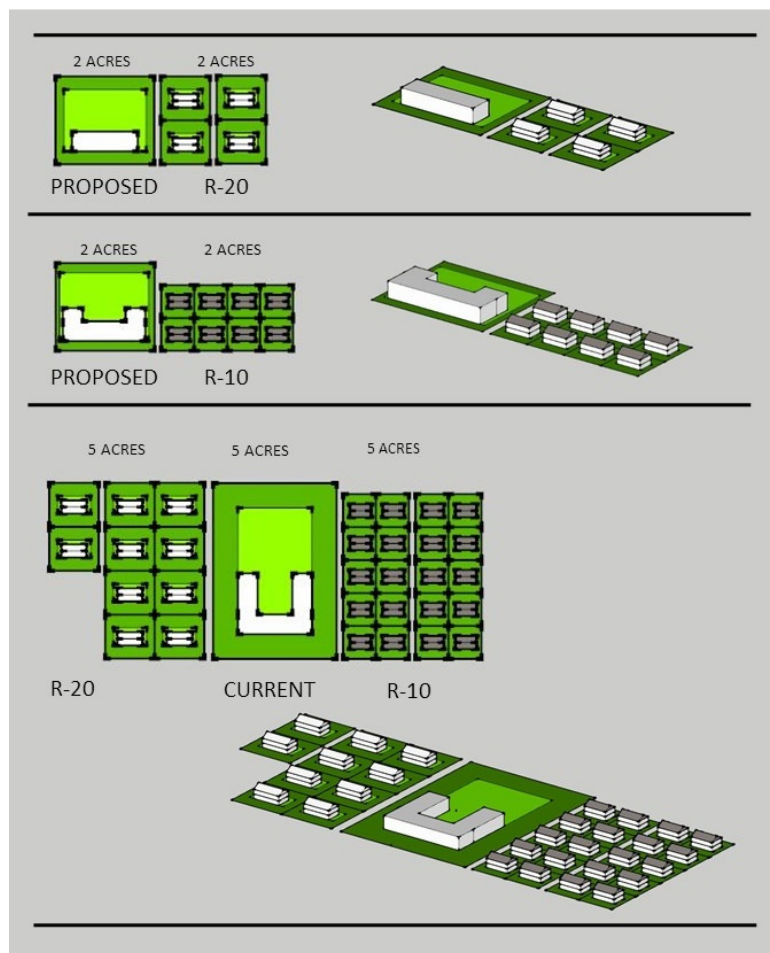 2 ACRES 2 ACRES
PROPOSED R-20
2 ACRES 2 ACRES
PROPOSED R-10
5 ACRES 5 ACRES 5 ACRES
R-20 CURRENT R-10